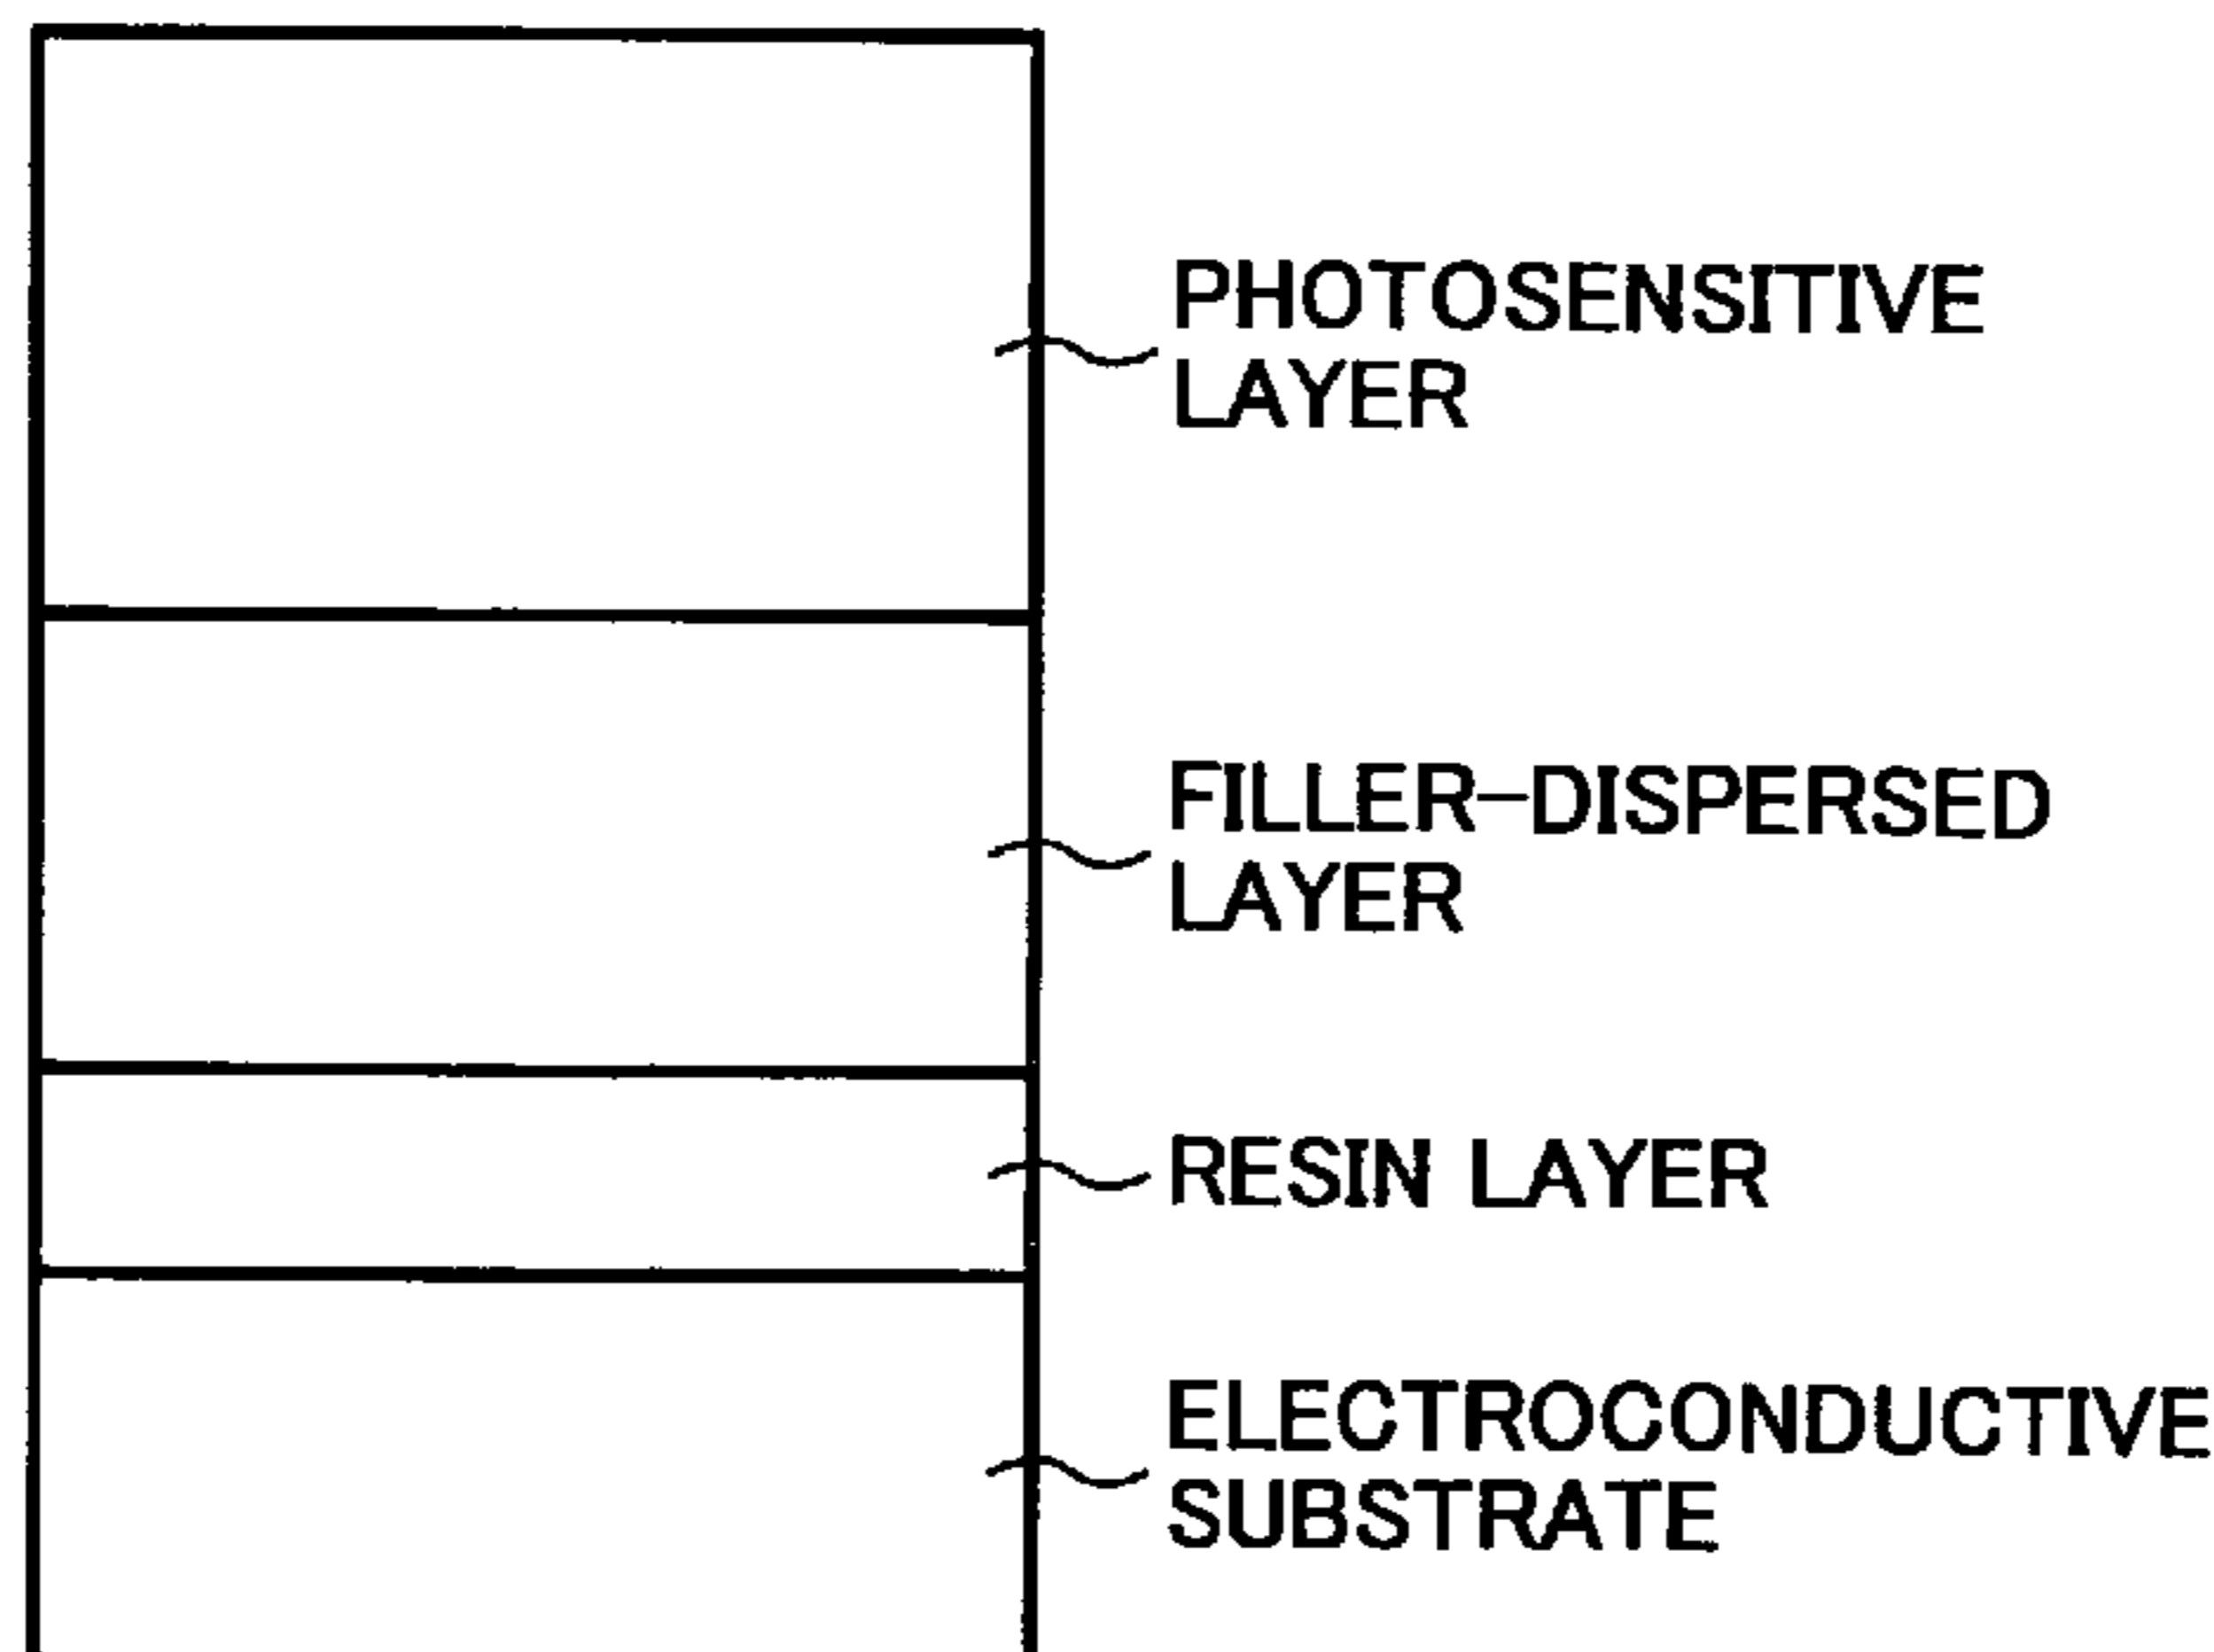 PHOTOSENSITIVE
LAYER
FILLER-DISPERSED
LAYER
RESIN LAYER
ELECTROCONDUCTIVE
SUBSTRATE